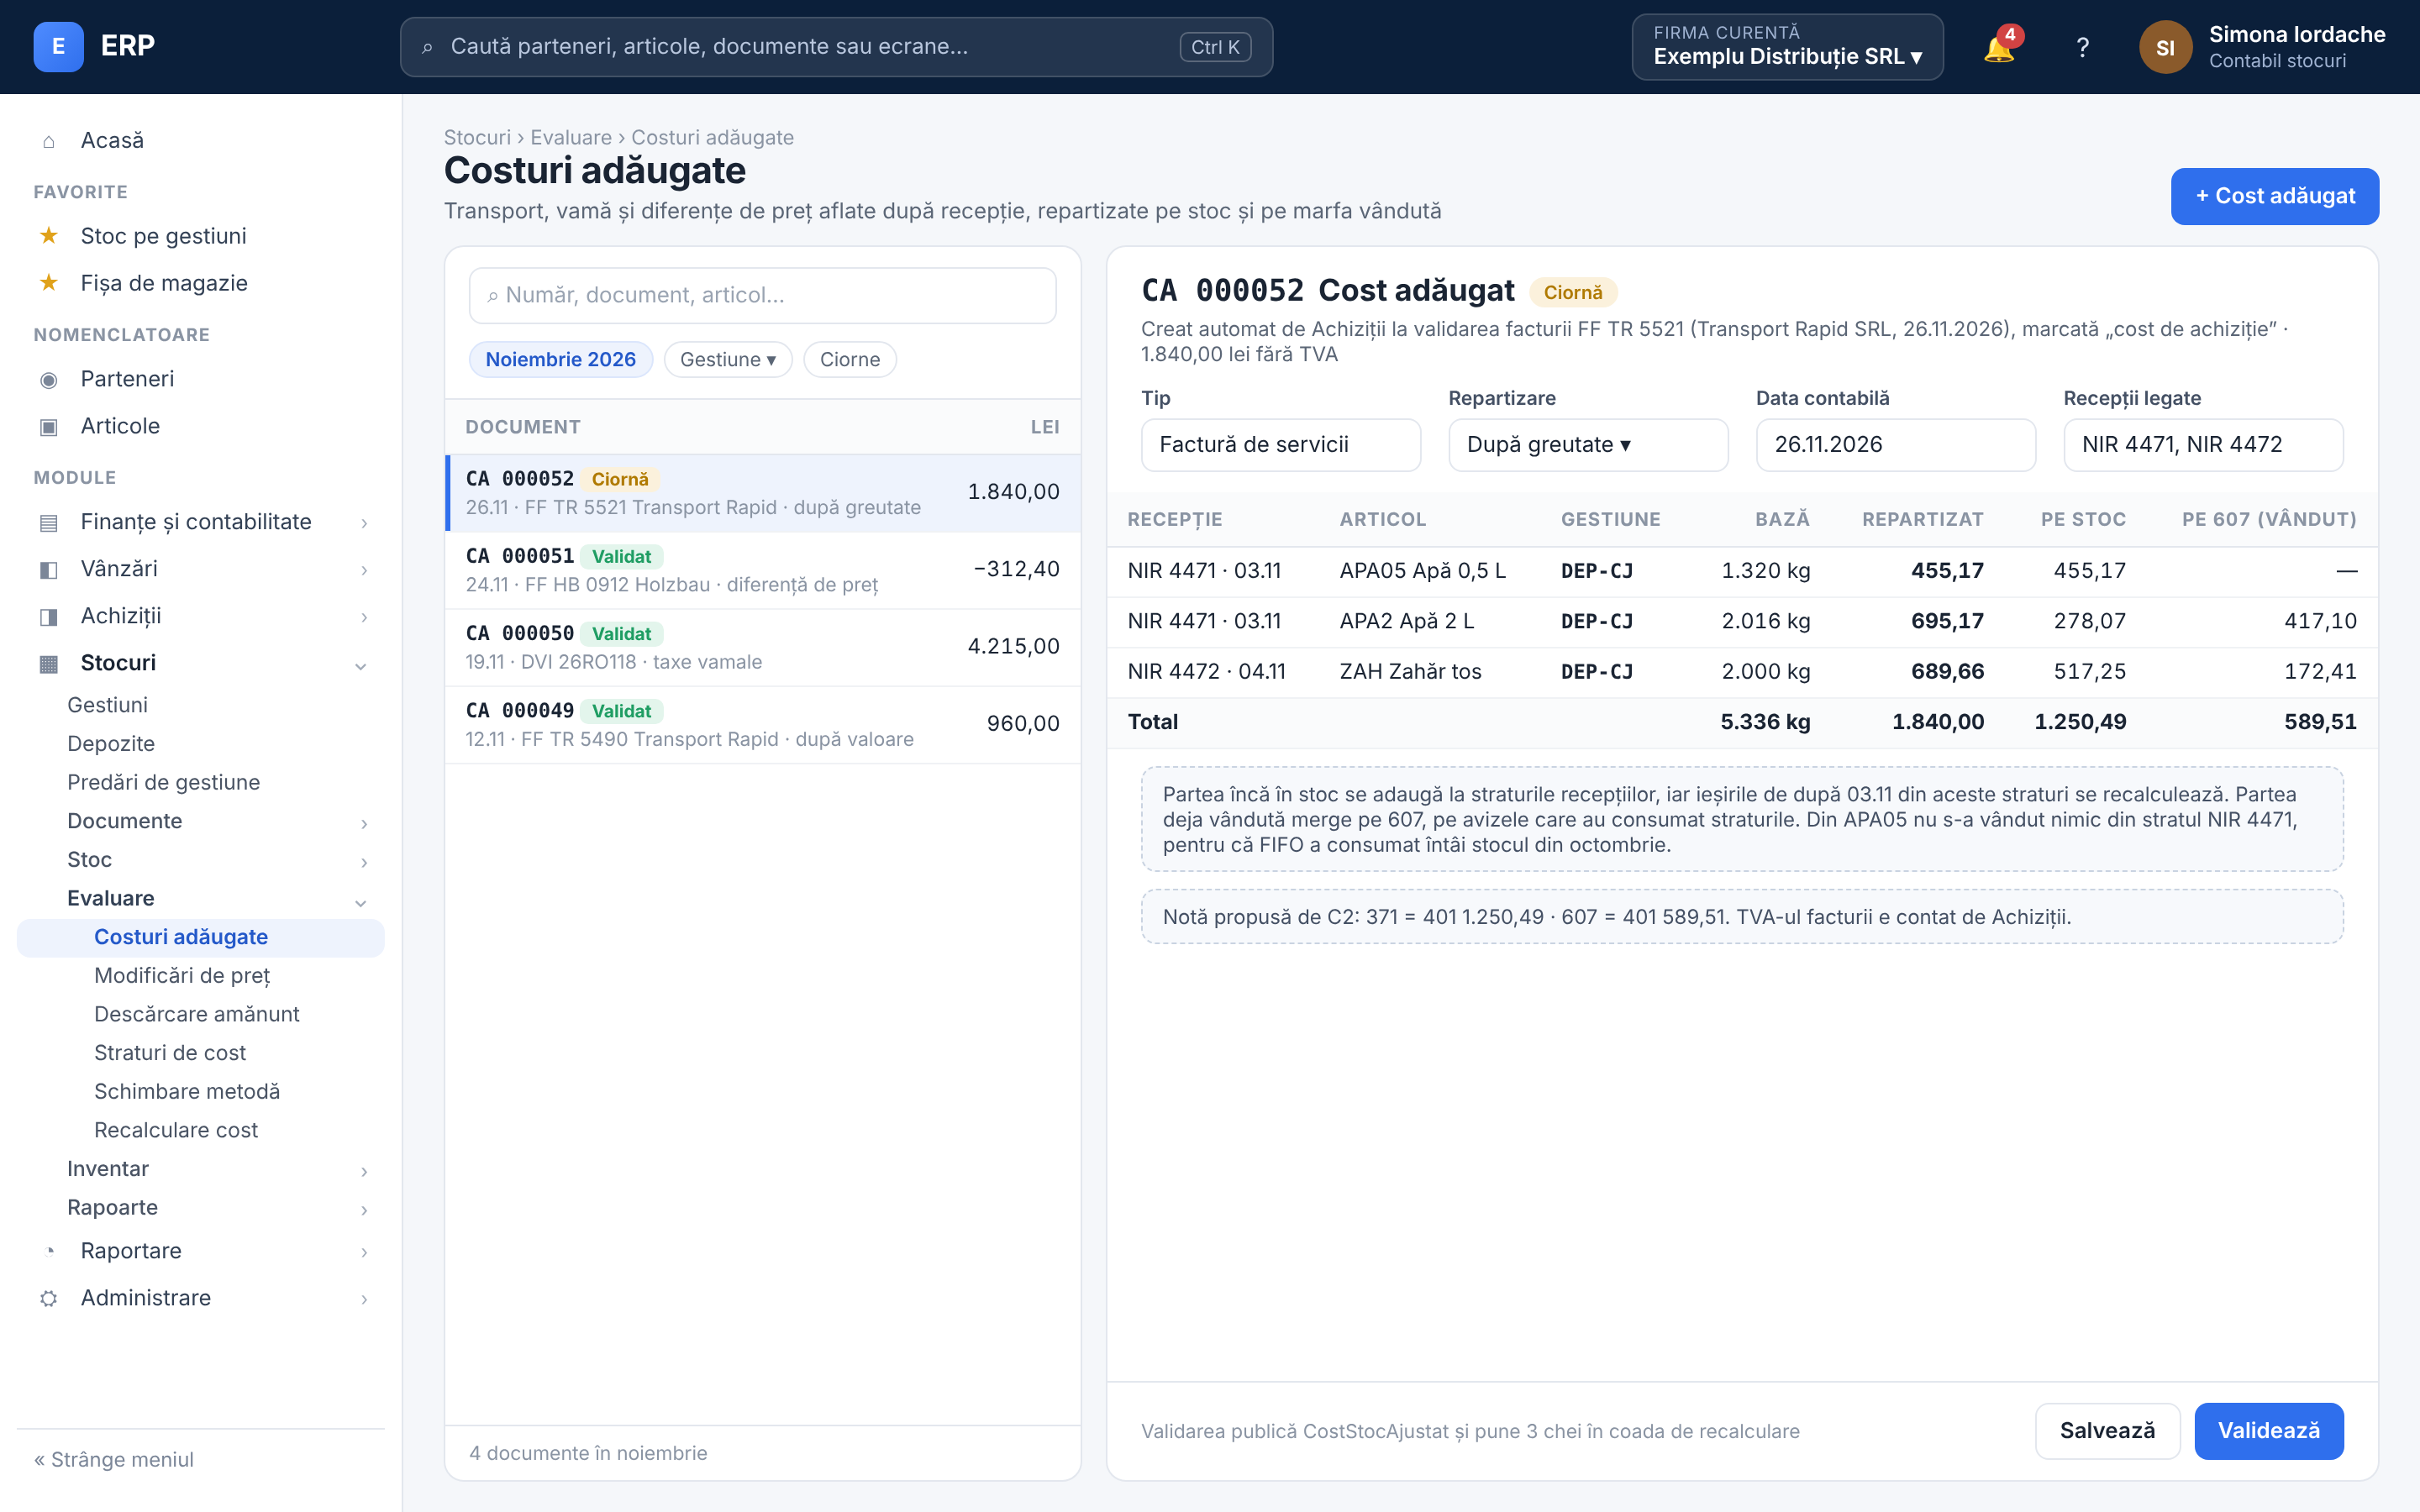 E ERP
Caută parteneri, articole, documente sau ecrane... Ctrl K
FIRMA CURENTĂ
Exemplu Distribuție SRL ▾
4
?
SI
Simona Iordache
Contabil stocuri
Acasă
FAVORITE
★ Stoc pe gestiuni
★ Fișa de magazie
NOMENCLATOARE
Parteneri
Articole
MODULE
Finanțe și contabilitate ›
Vânzări ›
Achiziții ›
Stocuri
Gestiuni
Depozite
Predări de gestiune
Documente ›
Stoc ›
Evaluare
Costuri adăugate
Modificări de preț
Descărcare amănunt
Straturi de cost
Schimbare metodă
Recalculare cost
Inventar ›
Rapoarte ›
Raportare ›
Administrare ›
« Strânge meniul
Stocuri › Evaluare › Costuri adăugate
Costuri adăugate
Transport, vamă și diferențe de preț aflate după recepție, repartizate pe stoc și pe marfa vândută
+ Cost adăugat
Număr, document, articol...
Noiembrie 2026 Gestiune ▾ Ciorne
DOCUMENT LEI
CA 000052 Ciornă 1.840,00
26.11 · FF TR 5521 Transport Rapid · după greutate
CA 000051 Validat −312,40
24.11 · FF HB 0912 Holzbau · diferență de preț
CA 000050 Validat 4.215,00
19.11 · DVI 26RO118 · taxe vamale
CA 000049 Validat 960,00
12.11 · FF TR 5490 Transport Rapid · după valoare
4 documente în noiembrie
CA 000052 Cost adăugat Ciornă
Creat automat de Achiziții la validarea facturii FF TR 5521 (Transport Rapid SRL, 26.11.2026), marcată „cost de achiziție” ·
1.840,00 lei fără TVA
Tip Repartizare Data contabilă Recepții legate
Factură de servicii După greutate ▾ 26.11.2026 NIR 4471, NIR 4472
RECEPȚIE ARTICOL GESTIUNE BAZĂ REPARTIZAT PE STOC PE 607 (VÂNDUT)
NIR 4471 · 03.11 APA05 Apă 0,5 L DEP-CJ 1.320 kg 455,17 455,17 —
NIR 4471 · 03.11 APA2 Apă 2 L DEP-CJ 2.016 kg 695,17 278,07 417,10
NIR 4472 · 04.11 ZAH Zahăr tos DEP-CJ 2.000 kg 689,66 517,25 172,41
Total 5.336 kg 1.840,00 1.250,49 589,51
Partea încă în stoc se adaugă la straturile recepțiilor, iar ieșirile de după 03.11 din aceste straturi se recalculează. Partea
deja vândută merge pe 607, pe avizele care au consumat straturile. Din APA05 nu s-a vândut nimic din stratul NIR 4471,
pentru că FIFO a consumat întâi stocul din octombrie.
Notă propusă de C2: 371 = 401 1.250,49 · 607 = 401 589,51. TVA-ul facturii e contat de Achiziții.
Validarea publică CostStocAjustat și pune 3 chei în coada de recalculare
Salvează Validează